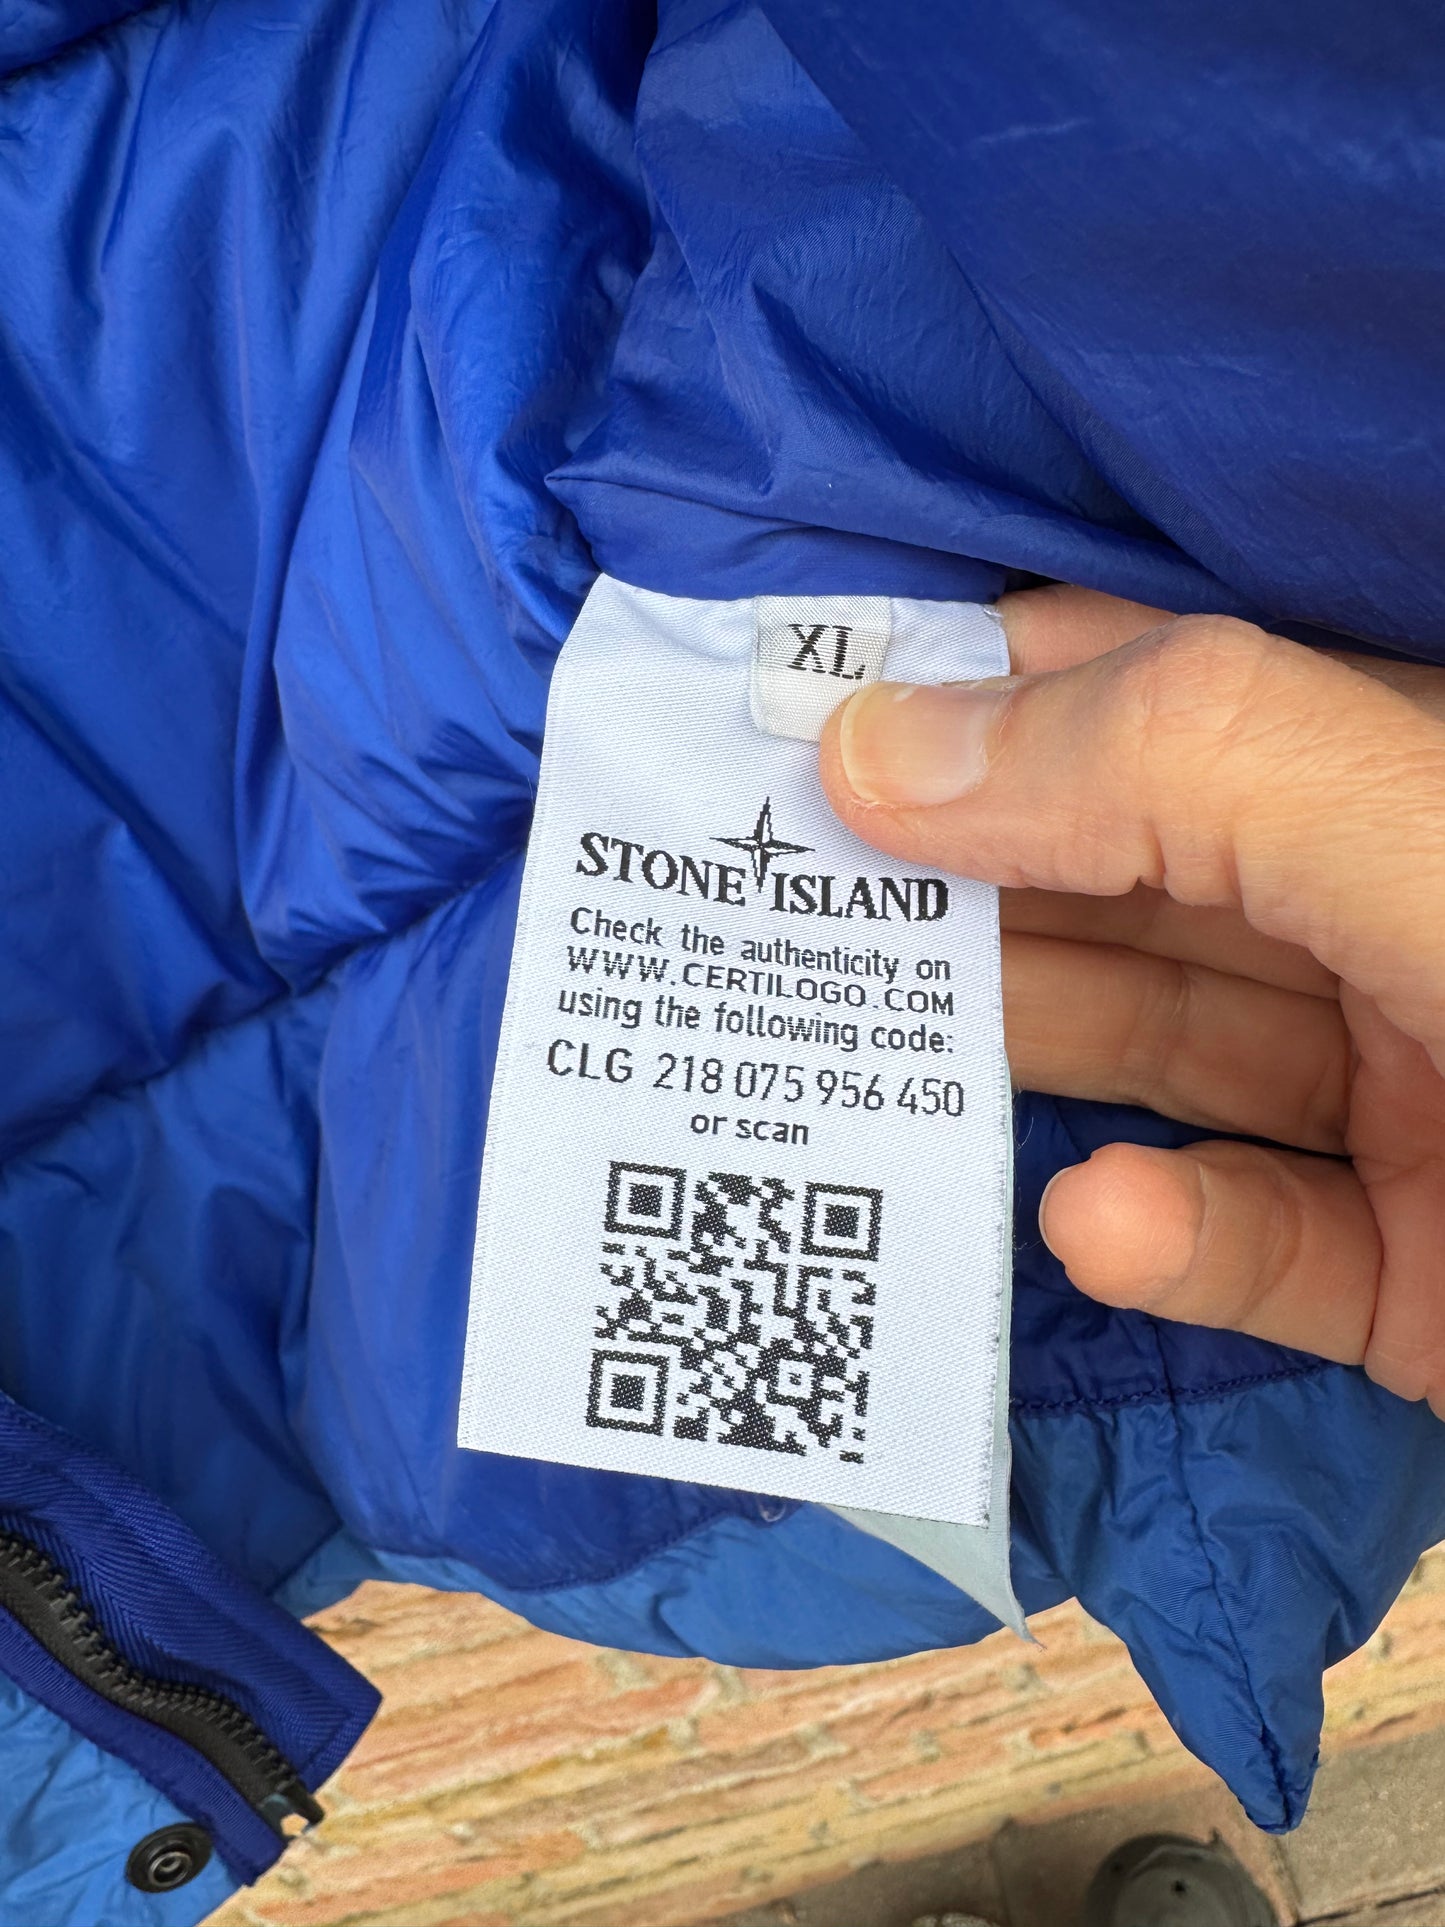 XL
STONE ISLAND
Check the authenticity on
WWW.CERTILOGO.COM
using the following code:
CLG 218 075 956 450
or scan